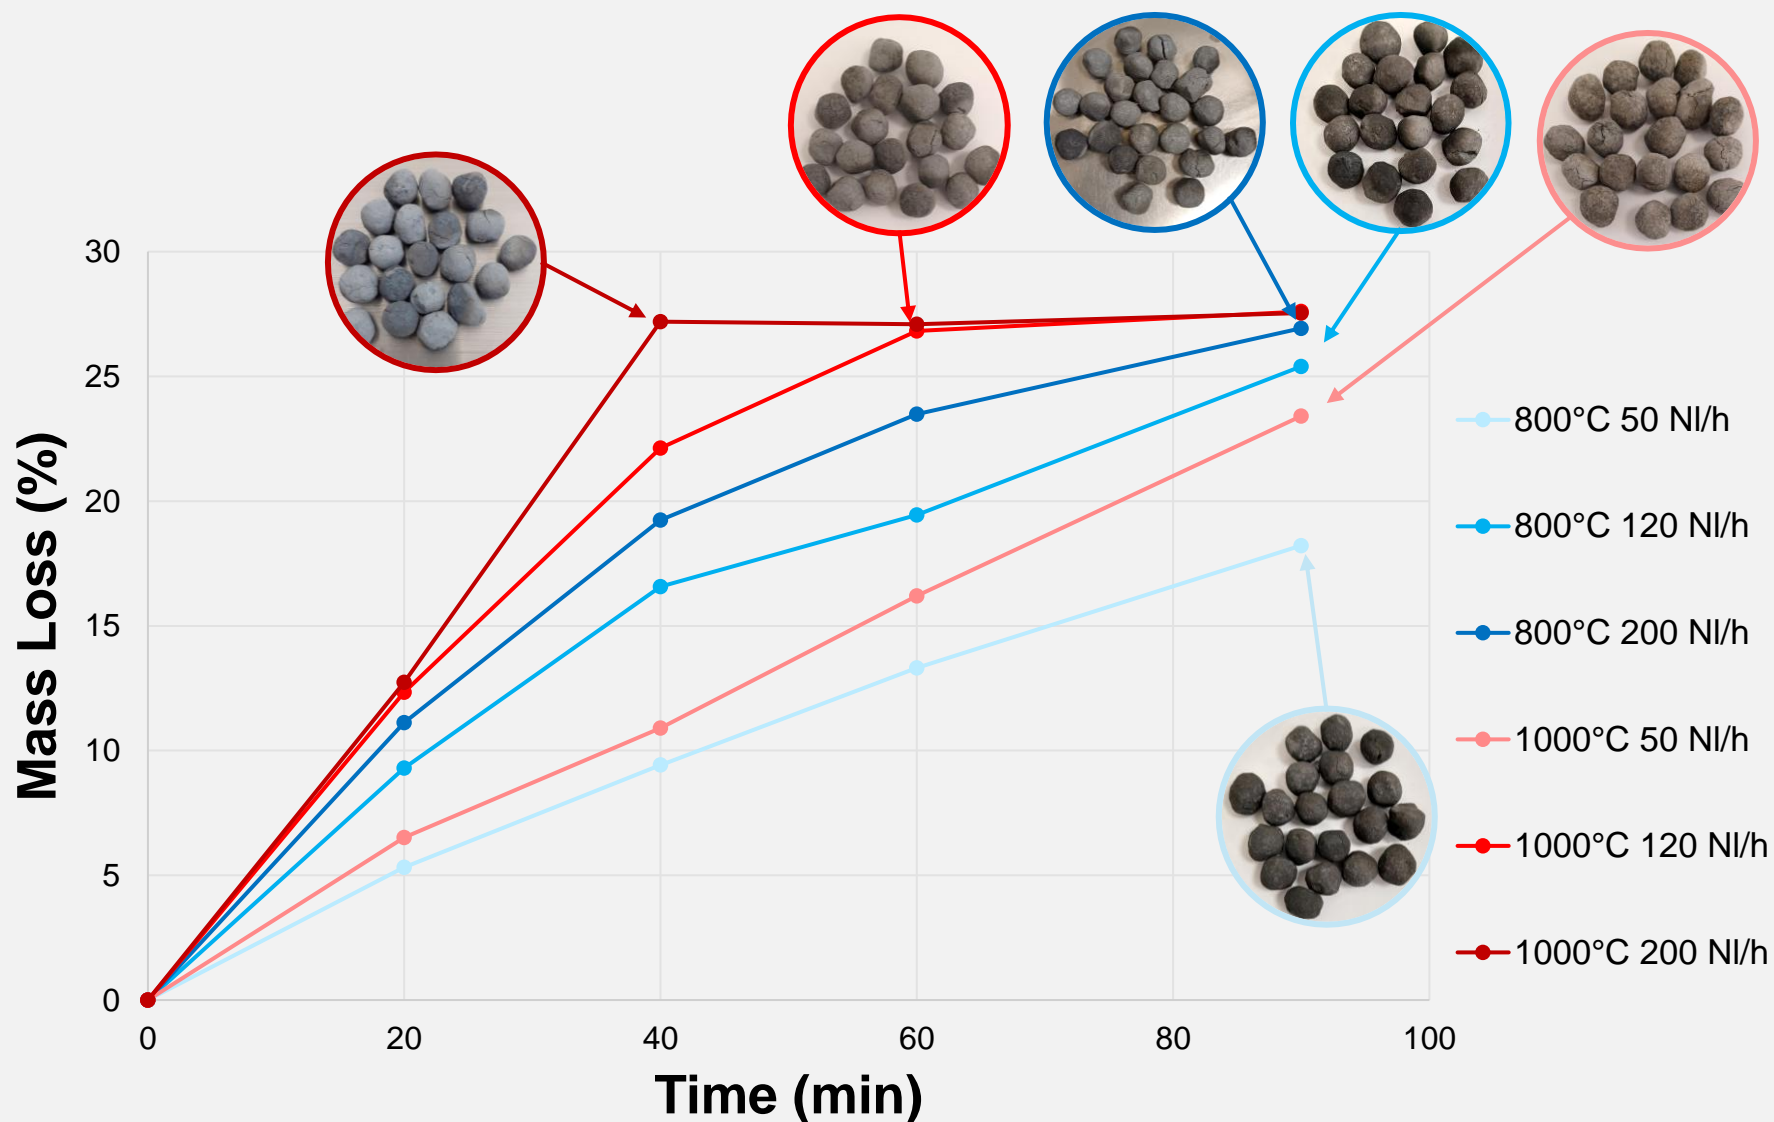 30
25
20
15
10
5
0
Mass Loss (%)
0 20 40 60 80 100
Time (min)
800°C 50 Nl/h
800°C 120 Nl/h
800°C 200 Nl/h
1000°C 50 Nl/h
1000°C 120 Nl/h
1000°C 200 Nl/h